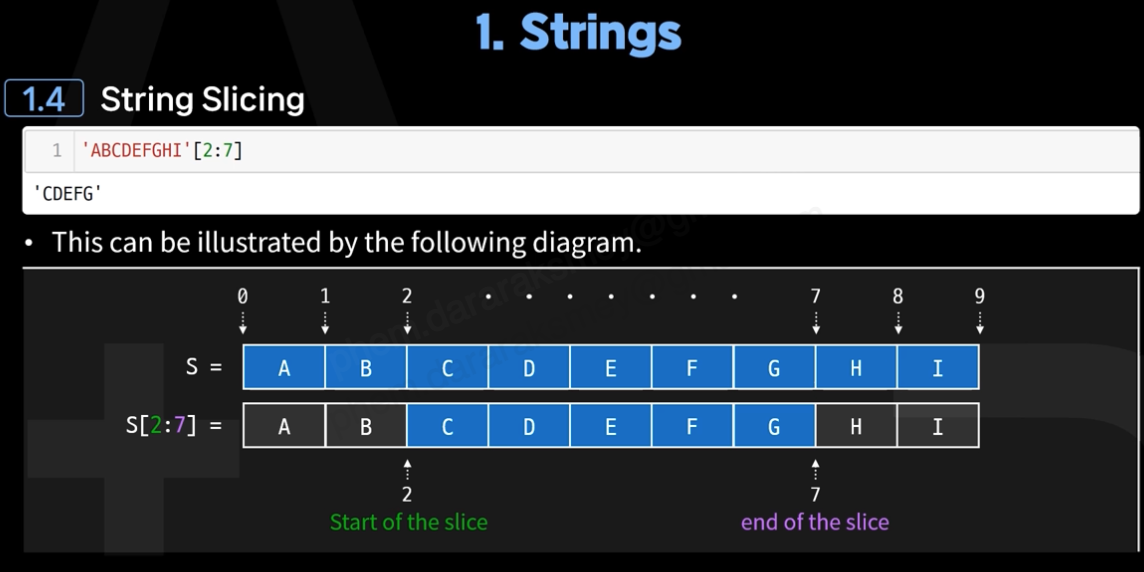 1. Strings
1.4 String Slicing
1 'ABCDEFGHI'[2:7]
'CDEFG'
• This can be illustrated by the following diagram.
0 1 2 · · · · · · · 7 8 9
S = A B C D E F G H I
S[2:7] = A B C D E F G H I
2 7
Start of the slice end of the slice